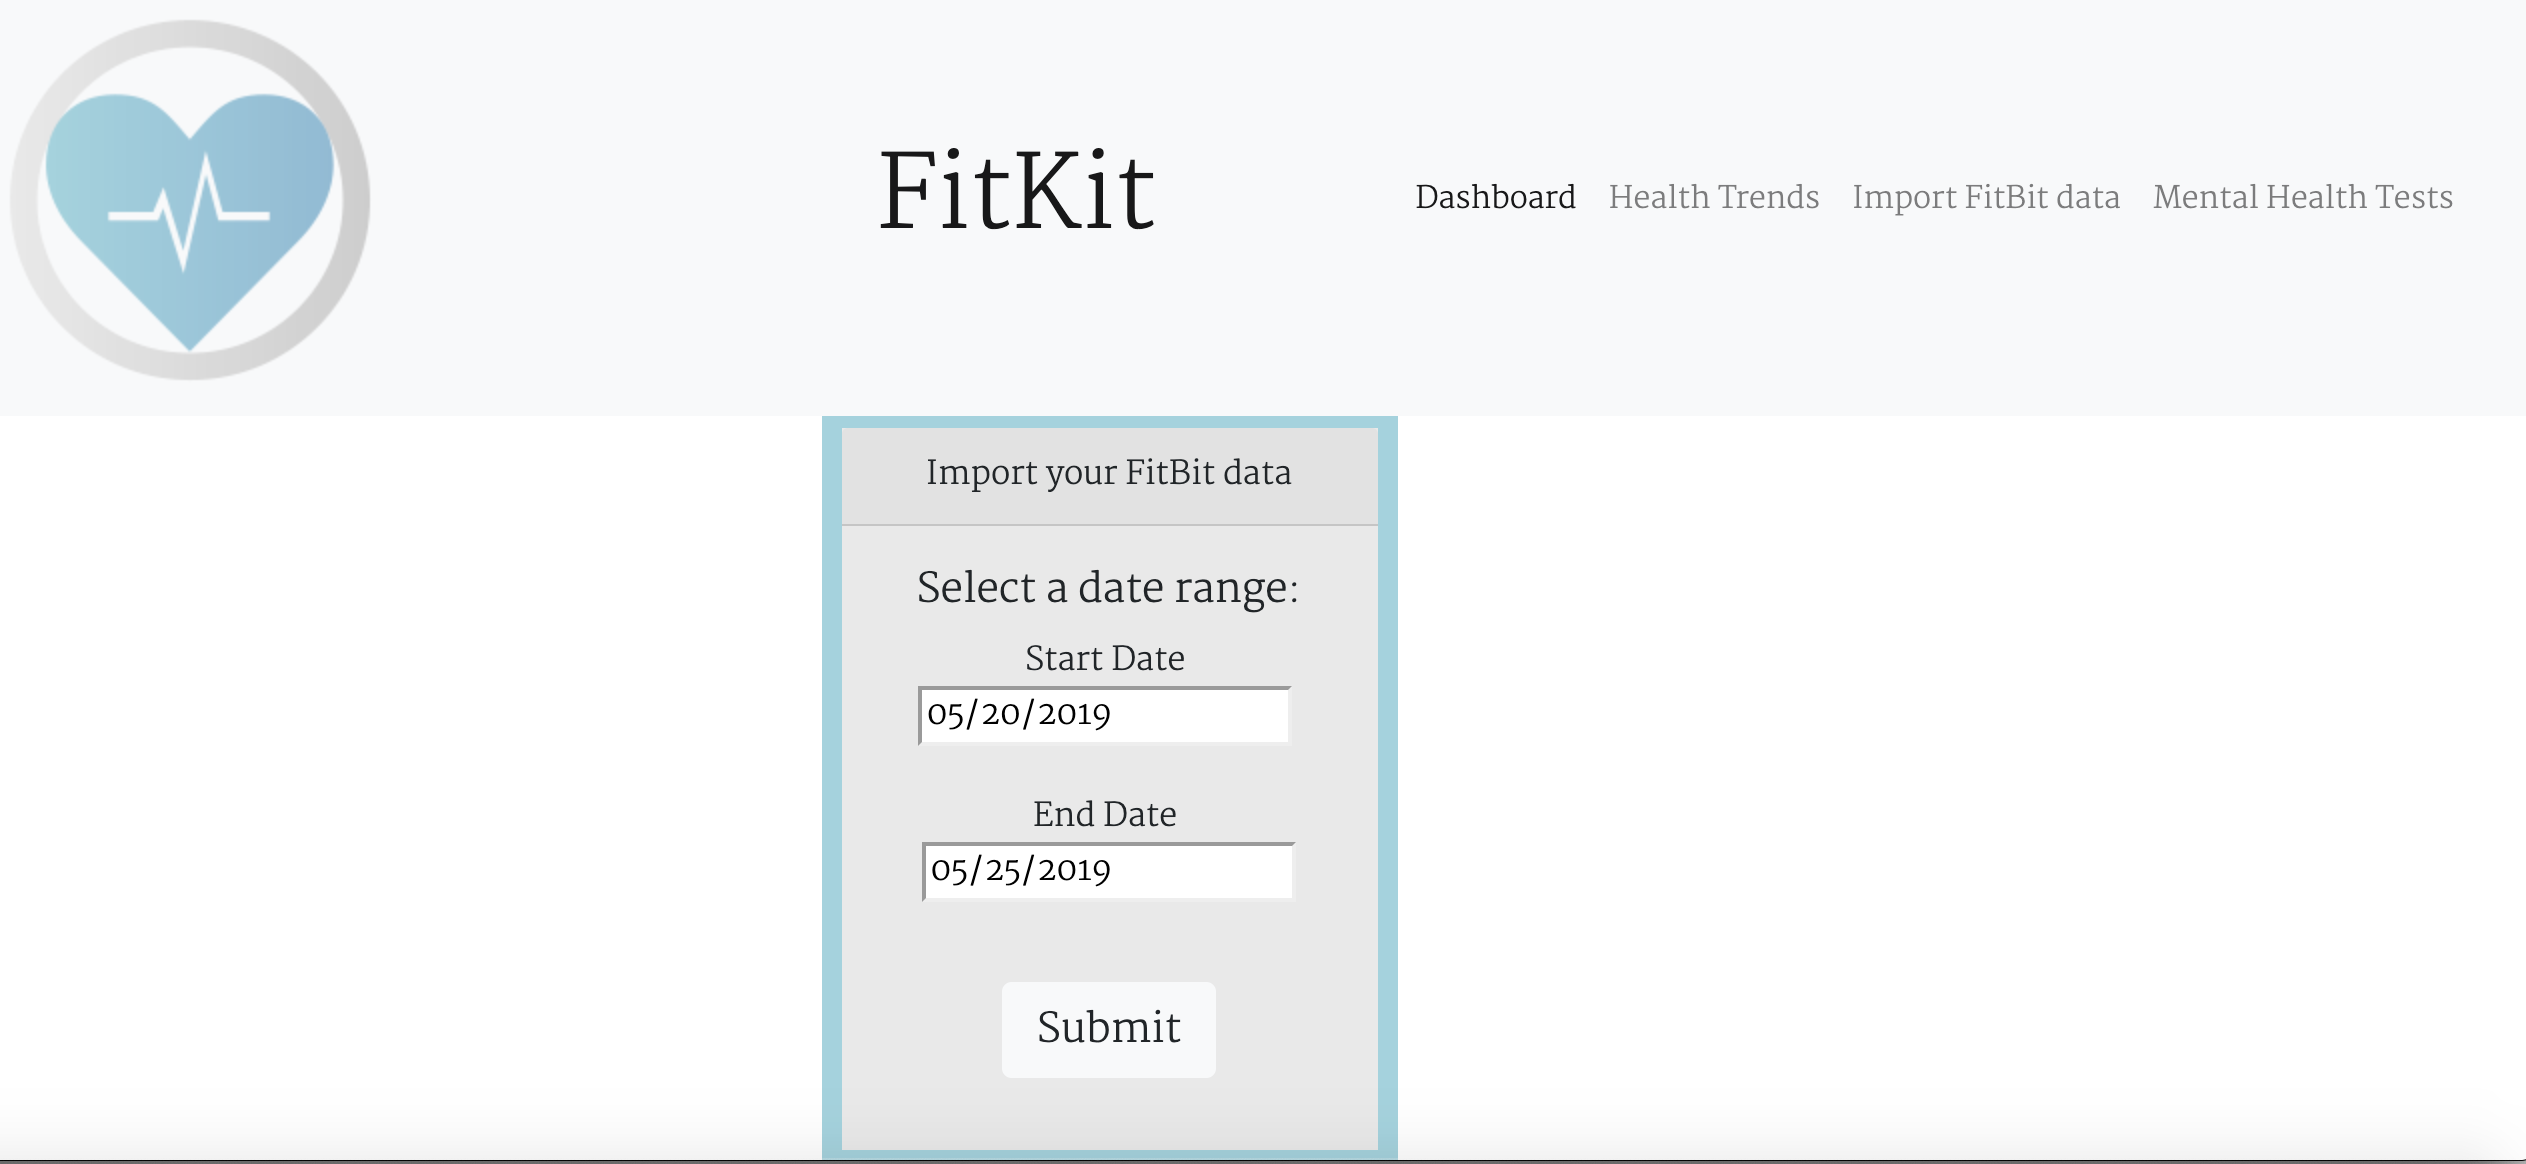 FitKit
Dashboard Health Trends Import FitBit data Mental Health Tests
Import your FitBit data
Select a date range:
Start Date
05/20/2019
End Date
05/25/2019
Submit